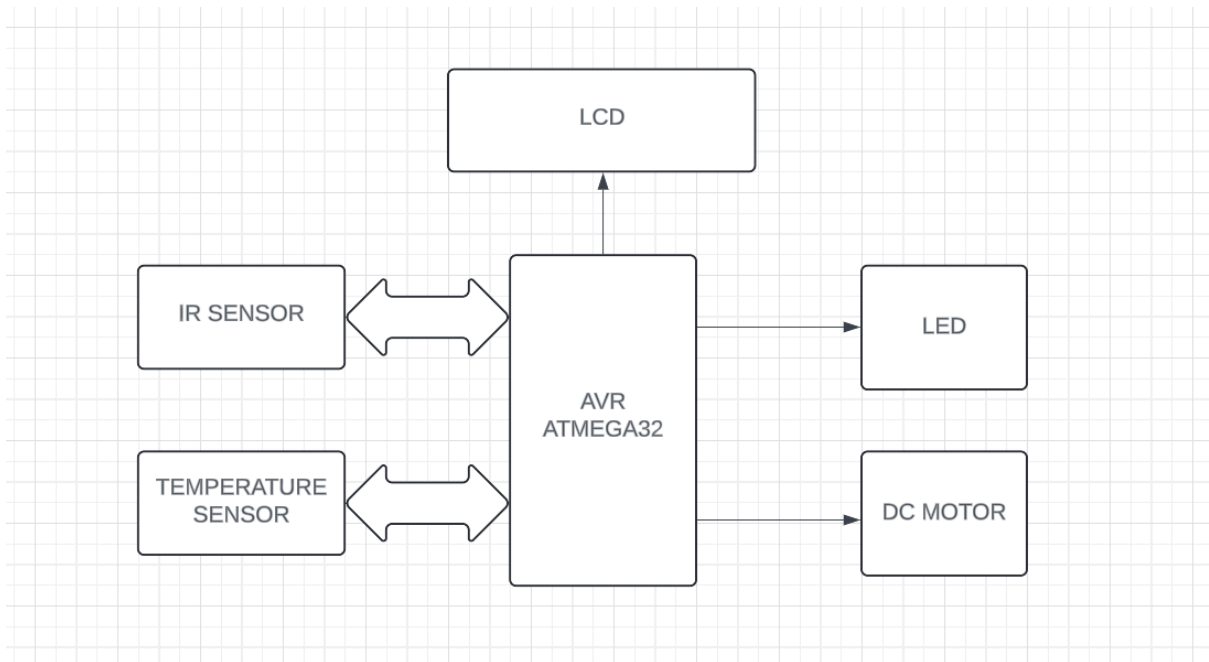 LCD
IR SENSOR
AVR
ATMEGA32
LED
TEMPERATURE
SENSOR
DC MOTOR